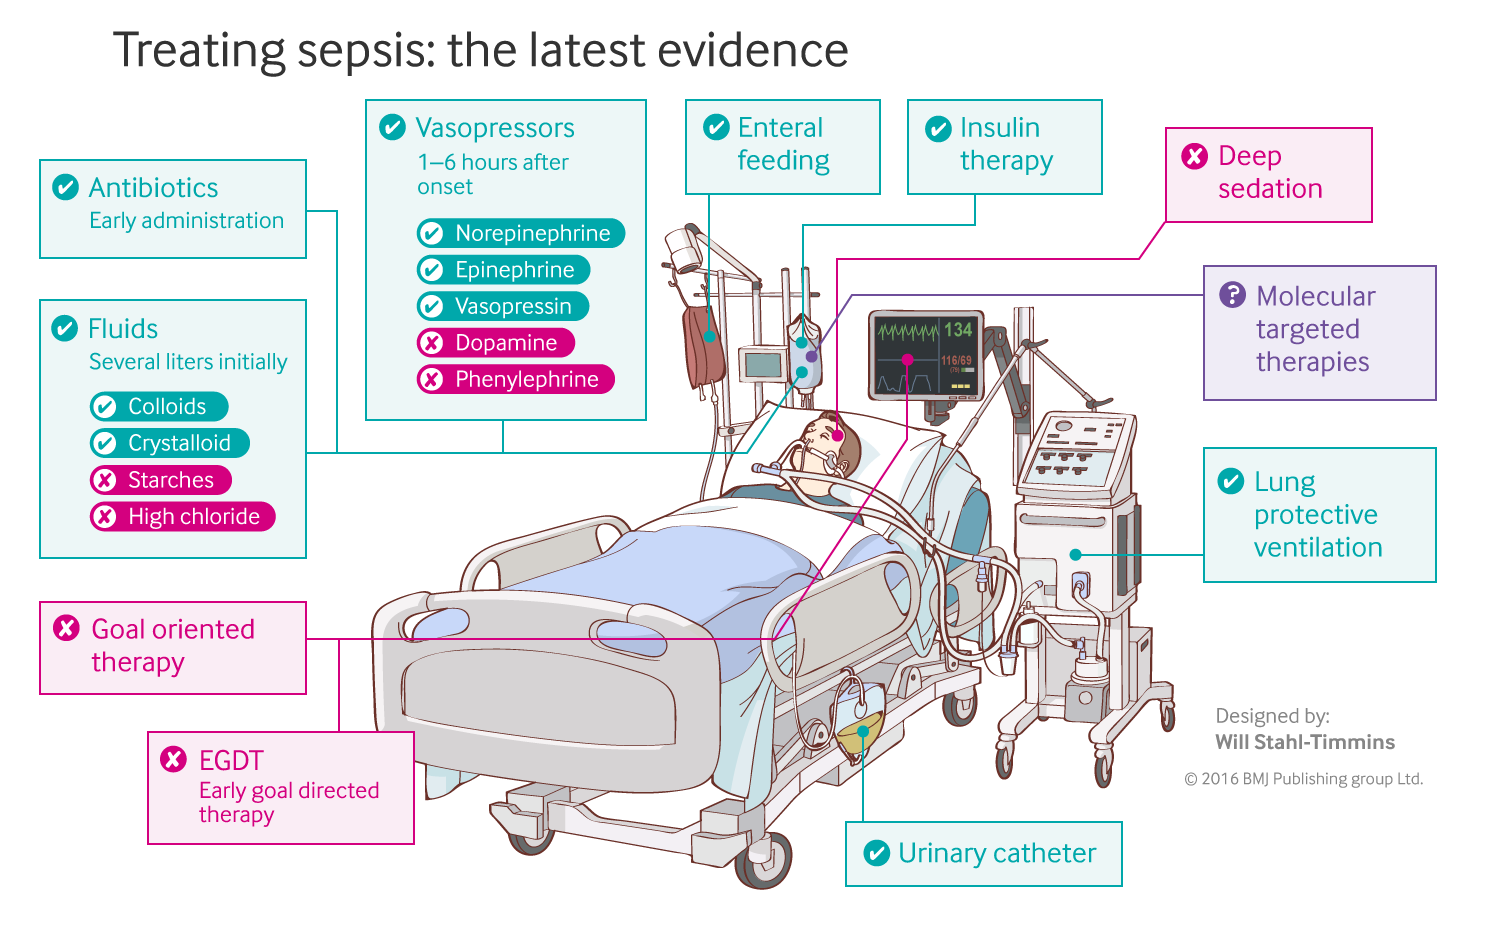 Treating sepsis: the latest evidence
Antibiotics
Early administration
Fluids
Several liters initially
Colloids
Crystalloid
Starches
High chloride
Vasopressors
1–6 hours after
onset
Norepinephrine
Epinephrine
Vasopressin
Dopamine
Phenylephrine
Enteral
feeding
Insulin
therapy
Deep
sedation
Molecular
targeted
therapies
134
116/69
(79)
Lung
protective
ventilation
Goal oriented
therapy
EGDT
Early goal directed
therapy
Urinary catheter
Designed by:
Will Stahl-Timmins
© 2016 BMJ Publishing group Ltd.